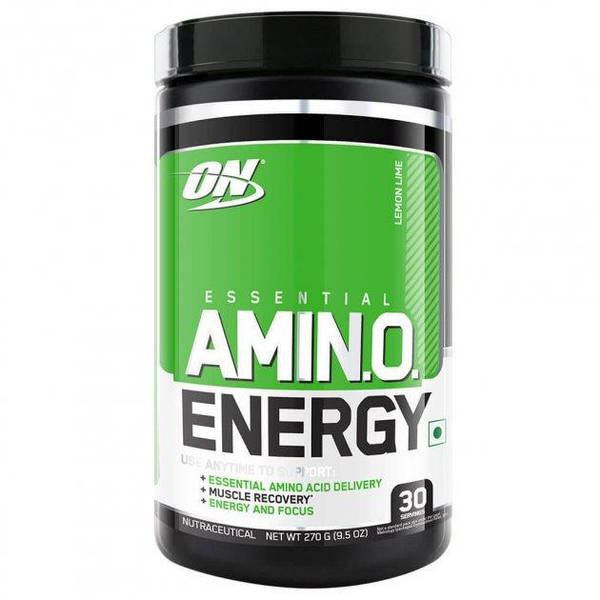 ON®
LEMON LIME
ESSENTIAL
AMIN.O.
ENERGY
USE ANYTIME TO SUPPORT:
+ ESSENTIAL AMINO ACID DELIVERY
+ MUSCLE RECOVERY*
+ ENERGY AND FOCUS
30
SERVINGS
NUTRACEUTICAL NET WT 270 G (9.5 OZ)